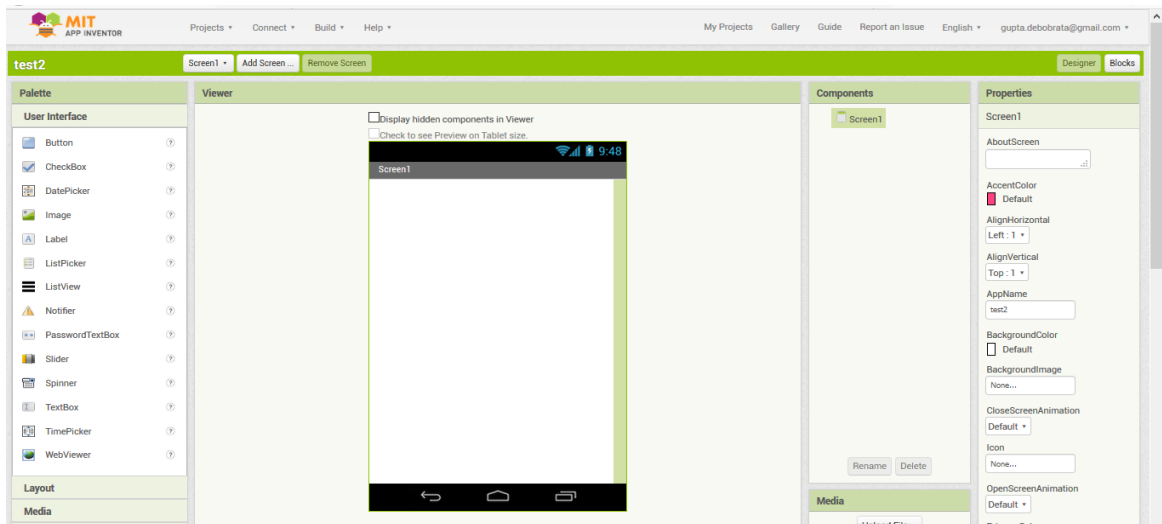 MIT
APP INVENTOR
Projects Connect Build Help
My Projects Gallery Guide Report an Issue English gupta.debobrata@gmail.com
test2
Screen1 Add Screen ... Remove Screen
Designer Blocks
Palette
User Interface
Button
CheckBox
DatePicker
Image
Label
ListPicker
ListView
Notifier
PasswordTextBox
Slider
Spinner
TextBox
TimePicker
WebViewer
Layout
Media
Viewer
Display hidden components in Viewer
Check to see Preview on Tablet size.
9:48
Screen1
Components
Screen1
Rename Delete
Media
Properties
Screen1
AboutScreen
AccentColor
Default
AlignHorizontal
Left : 1
AlignVertical
Top : 1
AppName
test2
BackgroundColor
Default
BackgroundImage
None...
CloseScreenAnimation
Default
Icon
None...
OpenScreenAnimation
Default